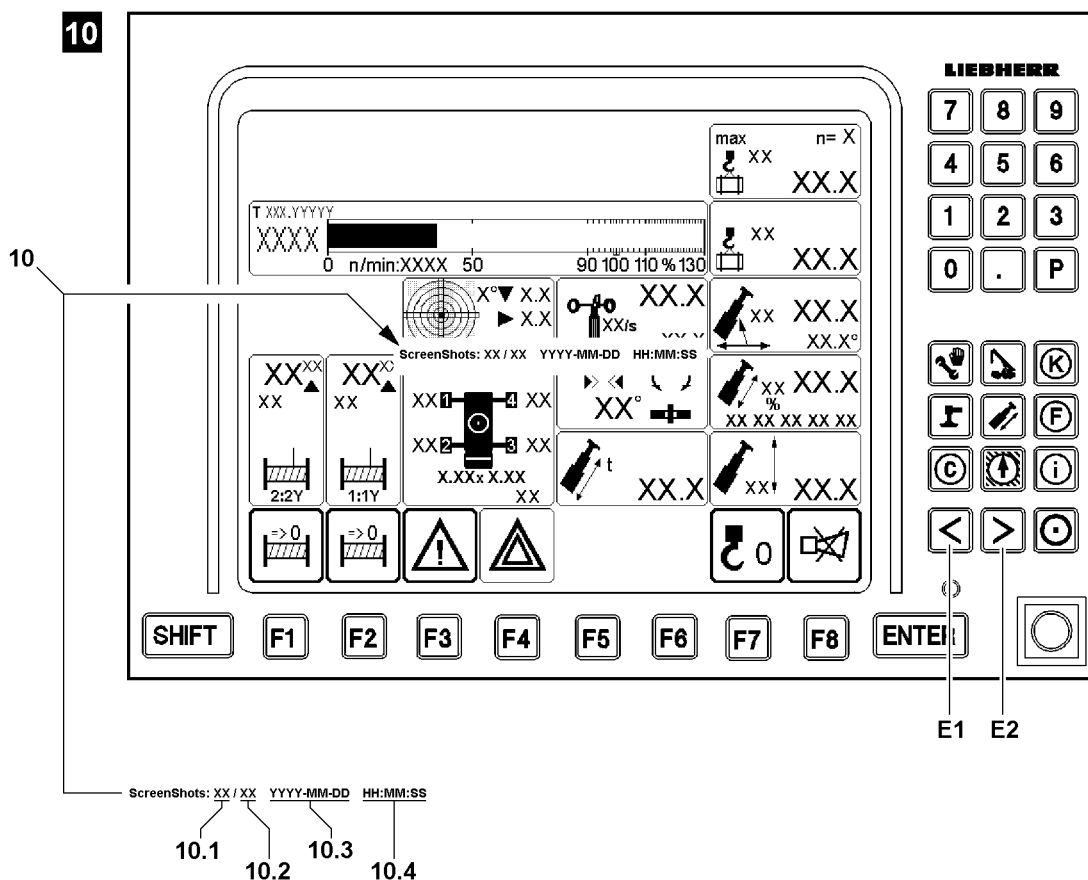 10
LIEBHERR
7 8 9
4 5 6
1 2 3
0 . P
max n= X
XX
XX.X
T XXX.YYYYY
XXXX
0 n/min:XXXX 50 90 100 110 % 130
XX
XX.X
10
X° X.X
X.X
XX.X
XX/s
XX XX.X
XX.X°
ScreenShots: XX / XX YYYY-MM-DD HH:MM:SS
XX XX
XX
XX XX
XX
2:2Y
1:1Y
XX 1 4 XX
XX 2 3 XX
X.XXx X.XX
XX
XX°
XX XX.X
%
XX XX XX XX XX
t
XX.X
XX XX.X
=> 0
=> 0
!
0
K
F
C
i
< >
SHIFT F1 F2 F3 F4 F5 F6 F7 F8 ENTER
E1 E2
ScreenShots: XX / XX YYYY-MM-DD HH:MM:SS
10.1 10.2 10.3 10.4